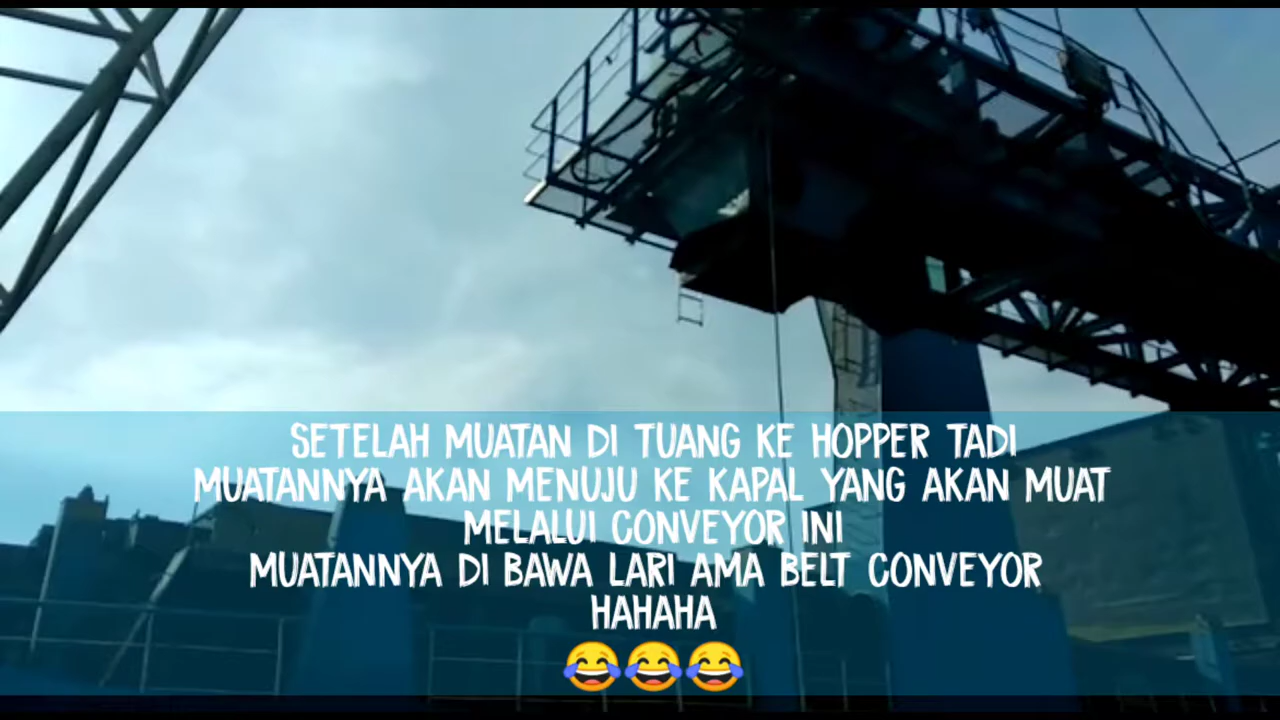 SETELAH MUATAN DI TUANG KE HOPPER TADI
MUATANNYA AKAN MENUJU KE KAPAL YANG AKAN MUAT
MELALUI CONVEYOR INI
MUATANNYA DI BAWA LARI AMA BELT CONVEYOR
HAHAHA
😂😂😂